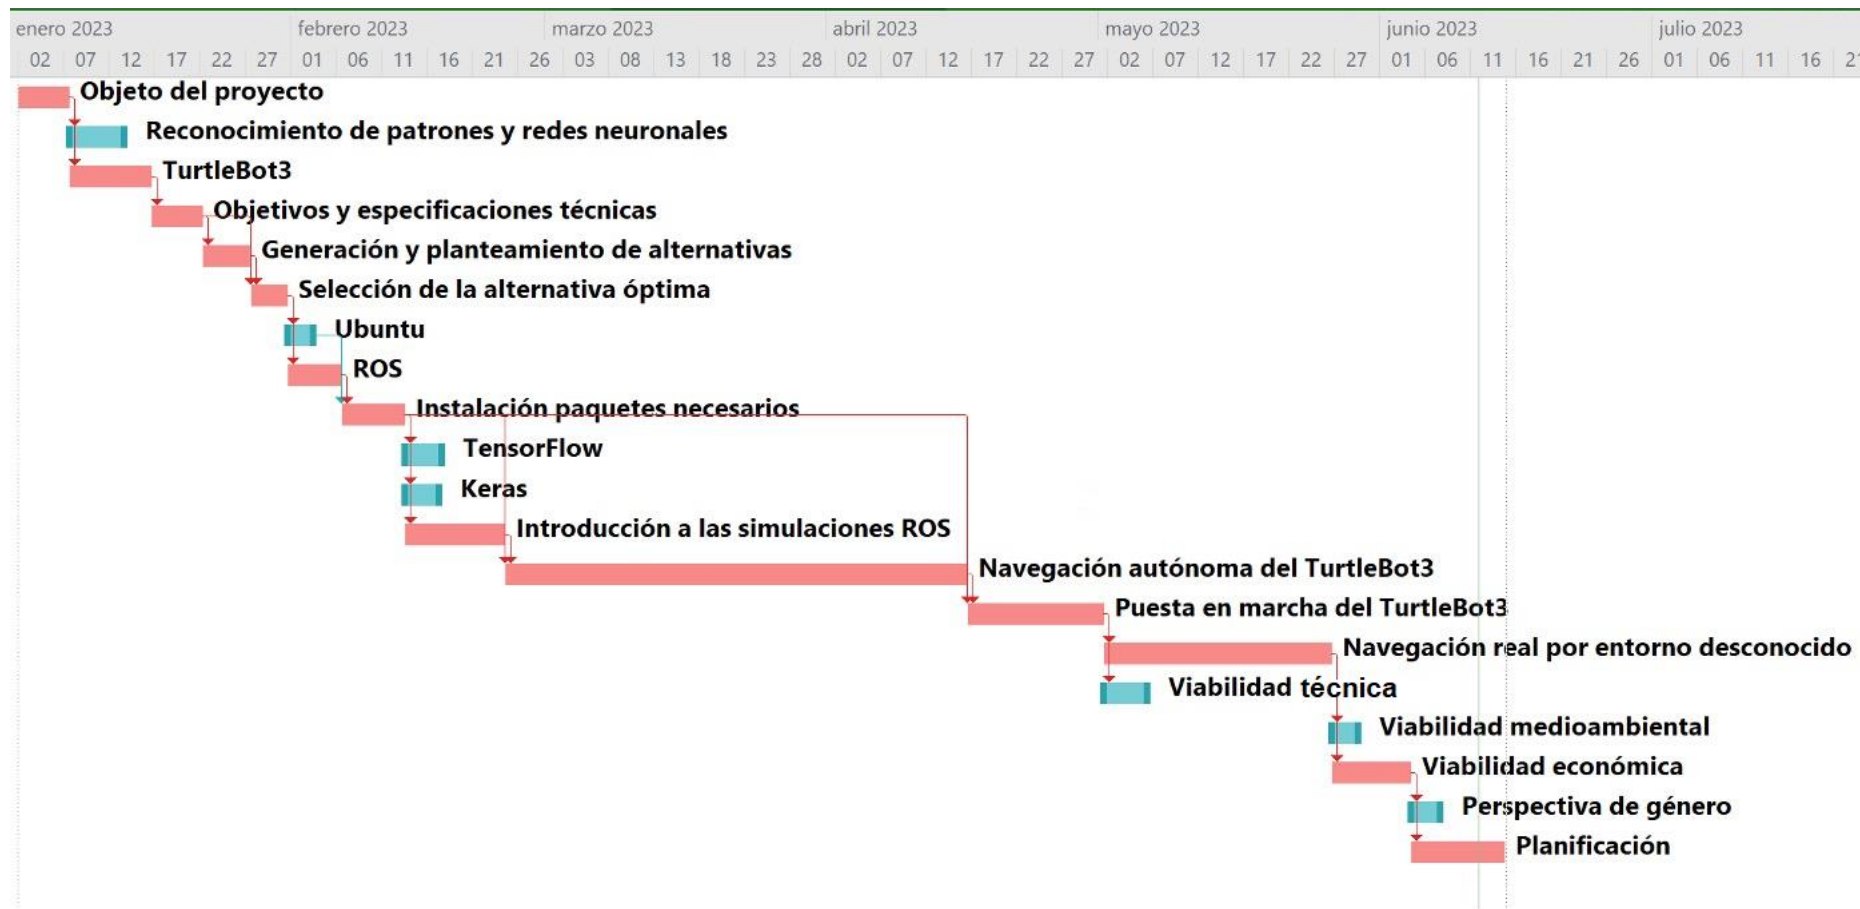 enero 2023 febrero 2023 marzo 2023 abril 2023 mayo 2023 junio 2023 julio 2023
02 07 12 17 22 27 01 06 11 16 21 26 03 08 13 18 23 28 02 07 12 17 22 27 02 07 12 17 22 27 01 06 11 16 21 26 01 06 11 16 21
Objeto del proyecto
Reconocimiento de patrones y redes neuronales
TurtleBot3
Objetivos y especificaciones técnicas
Generación y planteamiento de alternativas
Selección de la alternativa óptima
Ubuntu
ROS
Instalación paquetes necesarios
TensorFlow
Keras
Introducción a las simulaciones ROS
Navegación autónoma del TurtleBot3
Puesta en marcha del TurtleBot3
Navegación real por entorno desconocido
Viabilidad técnica
Viabilidad medioambiental
Viabilidad económica
Perspectiva de género
Planificación